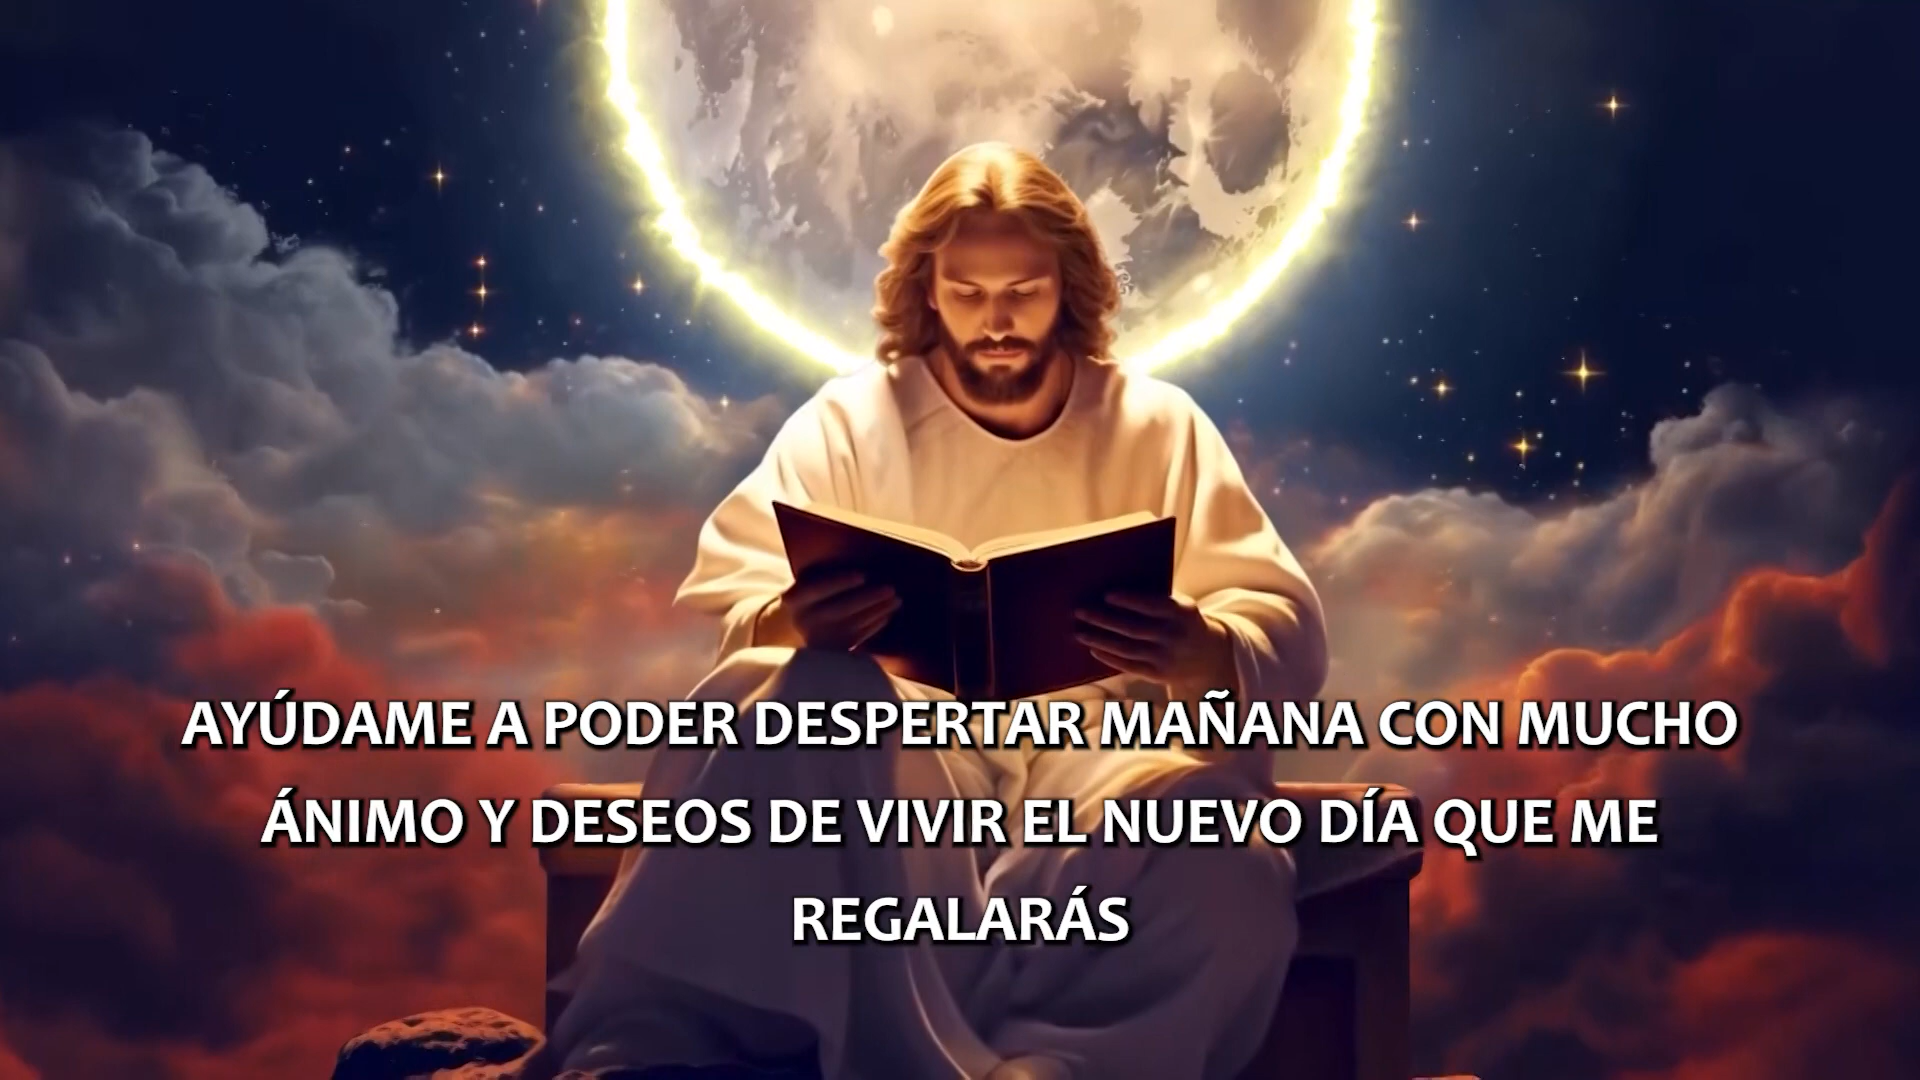 AYÚDAME A PODER DESPERTAR MAÑANA CON MUCHO
ÁNIMO Y DESEOS DE VIVIR EL NUEVO DÍA QUE ME
REGALARÁS